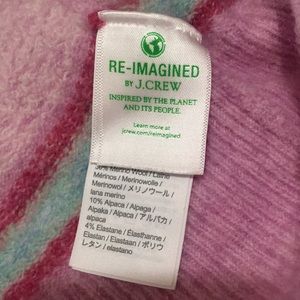 RE-IMAGINED
BY J.CREW
INSPIRED BY THE PLANET
AND ITS PEOPLE.
Learn more at
jcrew.com/reimagined
Merino Wool / Laine
Mérinos / Merinowolle /
Merinowol / メリノウール /
lana merino
10% Alpaca / Alpage /
Alpaka / Alpaca / アルパカ /
alpaca
4% Elastane / Élasthanne /
Elastan / Elastaan / ポリウ
レタン / elastano